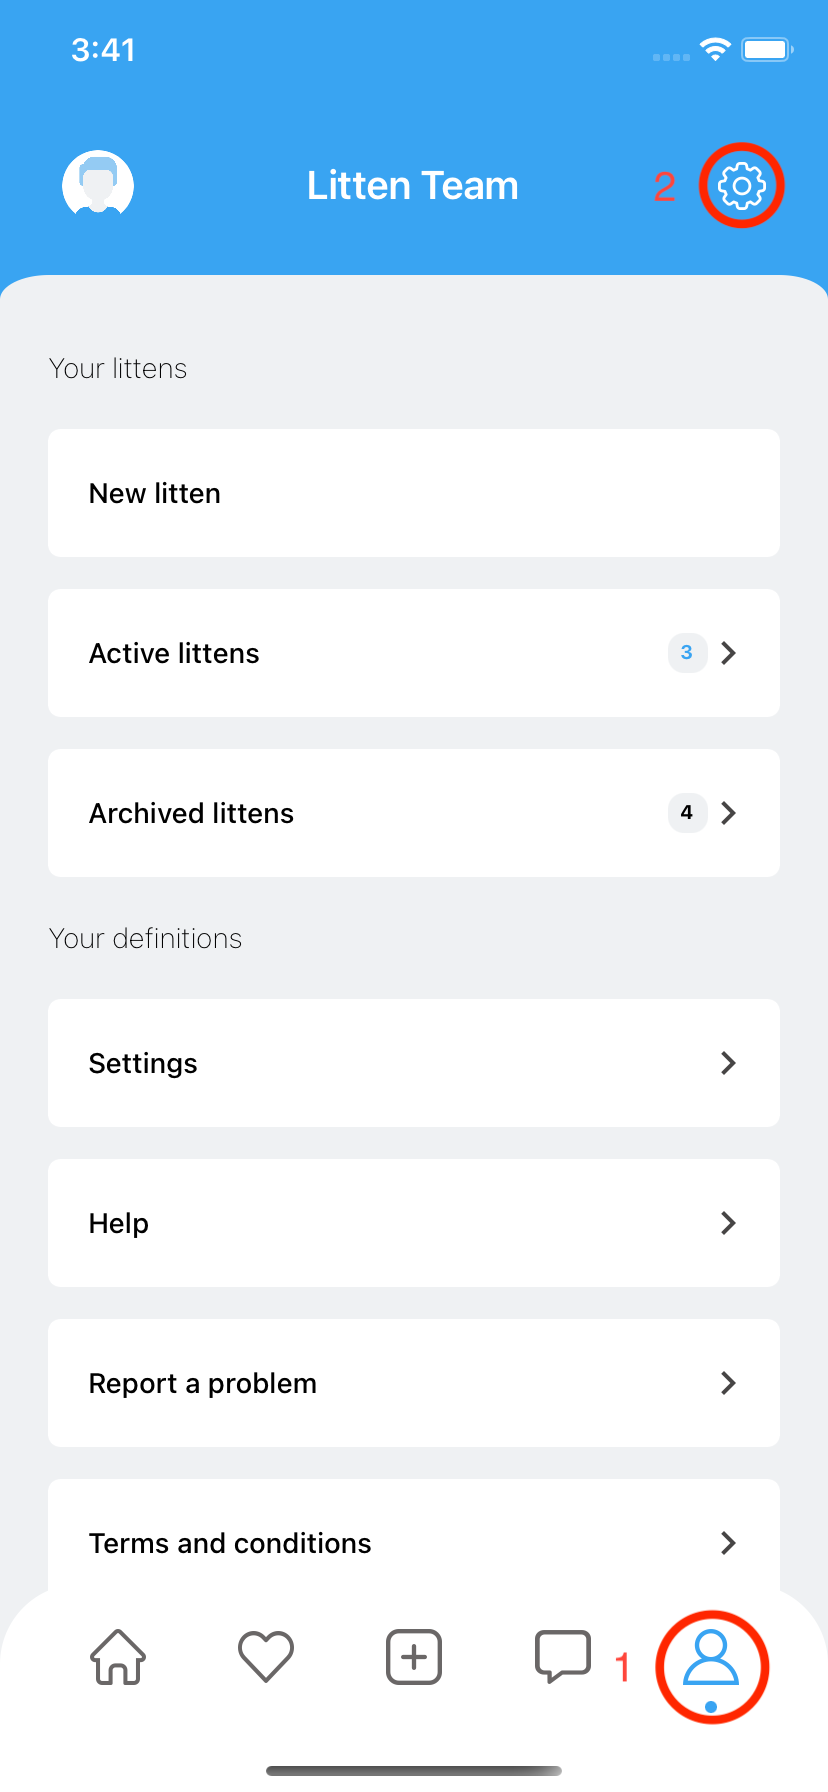 3:41
Litten Team
2
Your littens
New litten
Active littens
3
Archived littens
4
Your definitions
Settings
Help
Report a problem
Terms and conditions
1